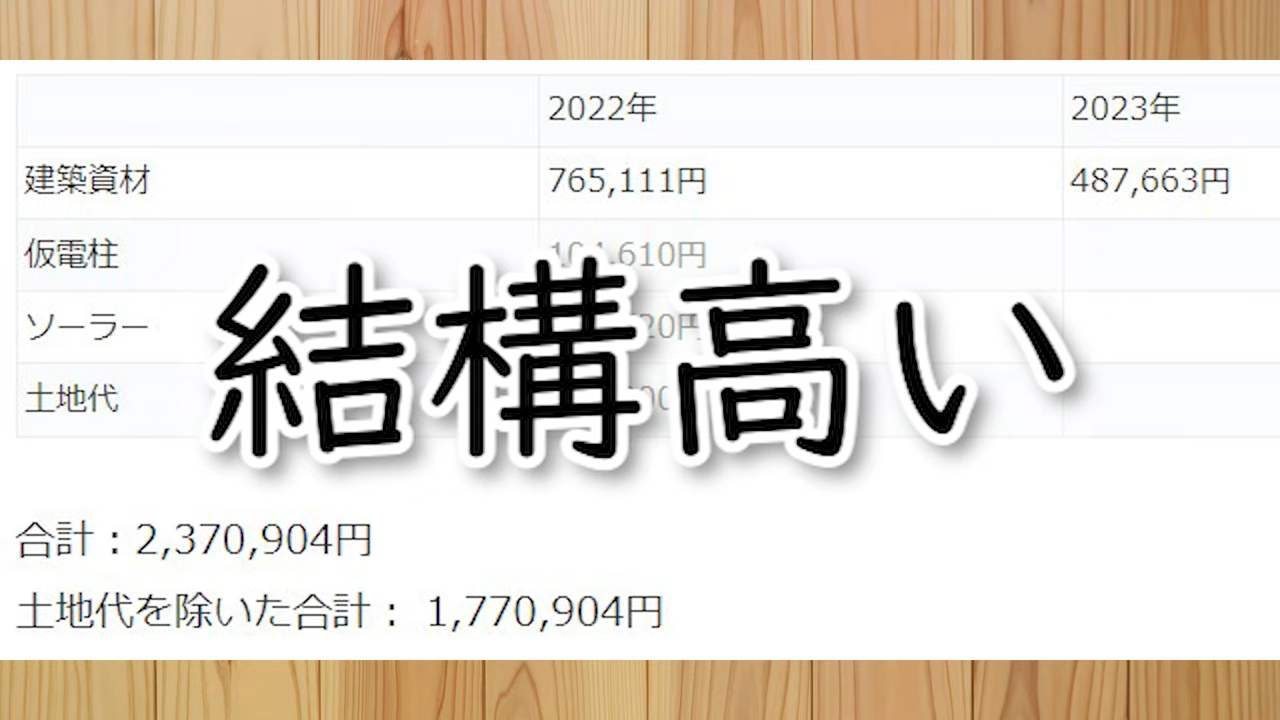 2022年 2023年
建築資材 765,111円 487,663円
仮電柱
ソーラー
土地代
結構高い
合計：2,370,904円
土地代を除いた合計： 1,770,904円